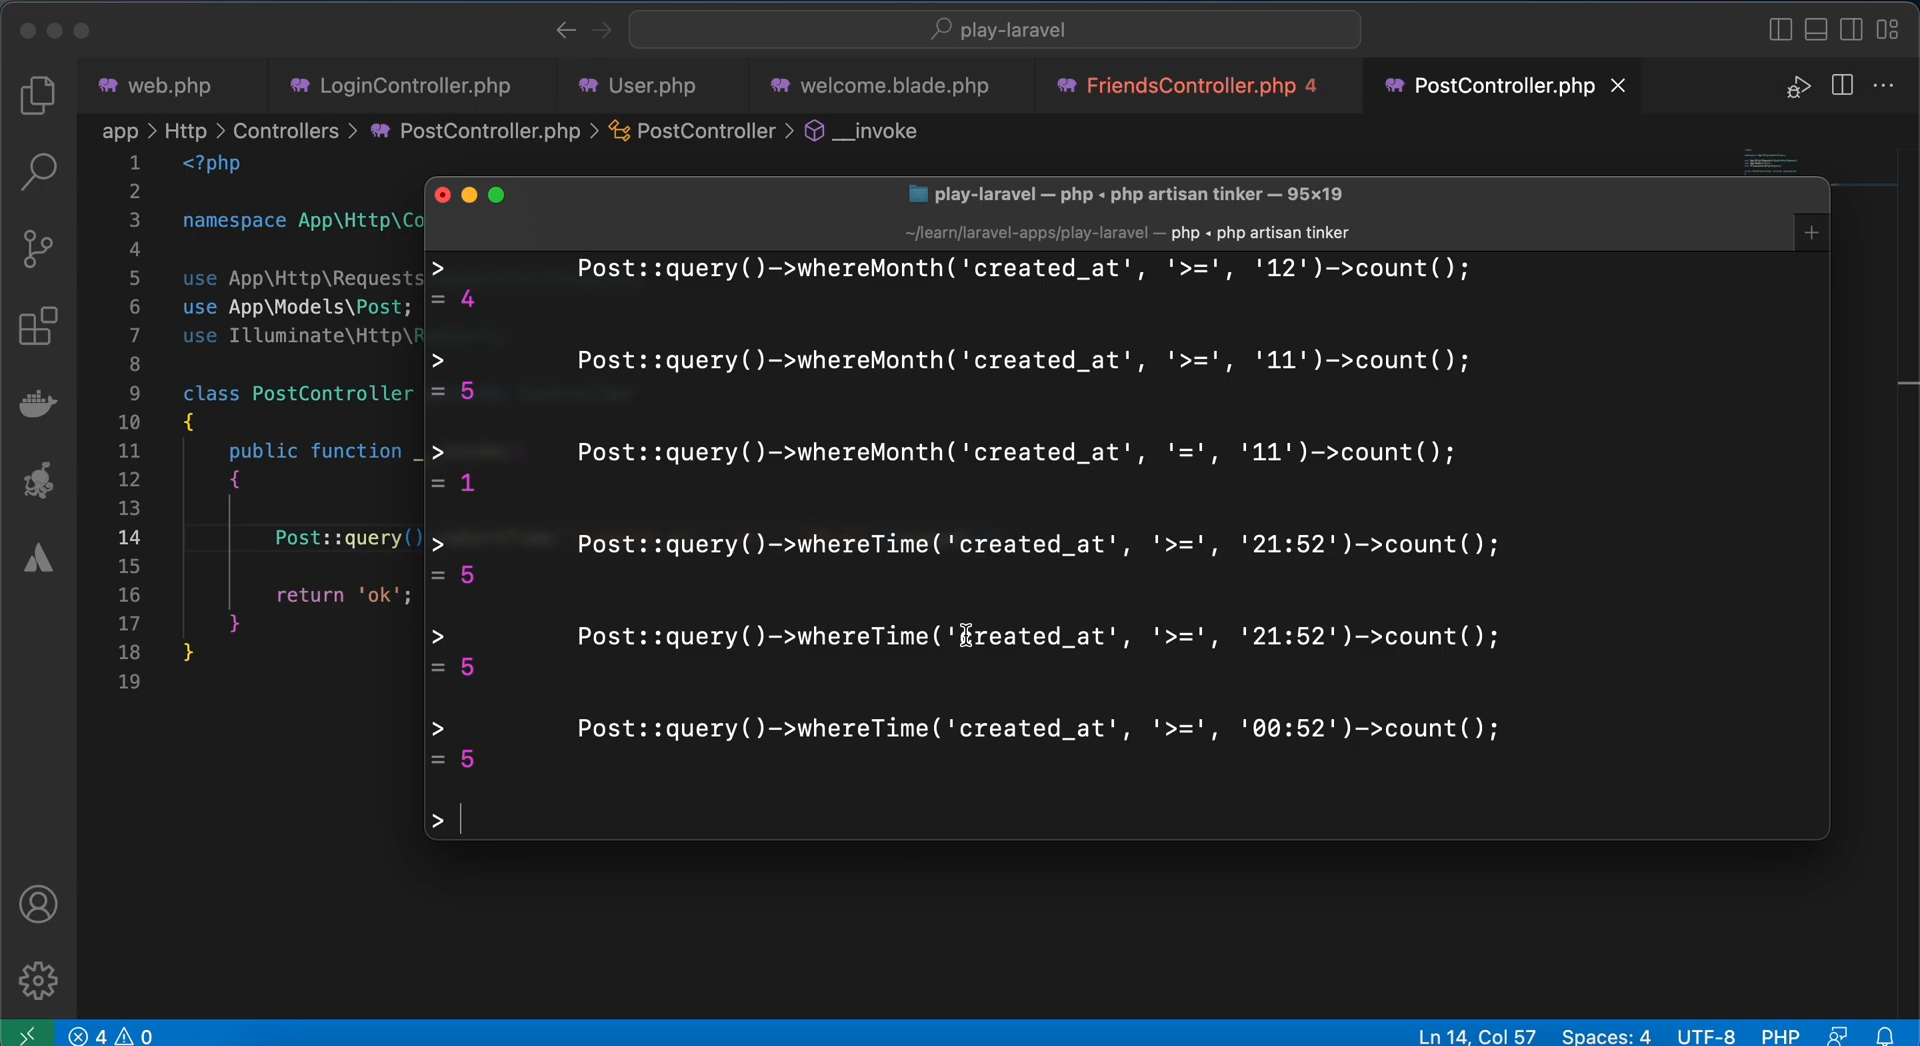 play-laravel
web.php
LoginController.php
User.php
welcome.blade.php
FriendsController.php 4
PostController.php
app > Http > Controllers > PostController.php > PostController > __invoke
1 <?php
2
3 namespace App\Http\Co
4
5 use App\Http\Requests
6 use App\Models\Post;
7 use Illuminate\Http\R
8
9 class PostController
10 {
11 public function _
12 {
13
14 Post::query()
15
16 return 'ok';
17 }
18 }
19
play-laravel — php ◂ php artisan tinker — 95×19
~/learn/laravel-apps/play-laravel — php ◂ php artisan tinker
> Post::query()->whereMonth('created_at', '>=', '12')->count();
= 4
> Post::query()->whereMonth('created_at', '>=', '11')->count();
= 5
> Post::query()->whereMonth('created_at', '=', '11')->count();
= 1
> Post::query()->whereTime('created_at', '>=', '21:52')->count();
= 5
> Post::query()->whereTime('created_at', '>=', '21:52')->count();
= 5
> Post::query()->whereTime('created_at', '>=', '00:52')->count();
= 5
>
4 0
Ln 14, Col 57
Spaces: 4
UTF-8
PHP